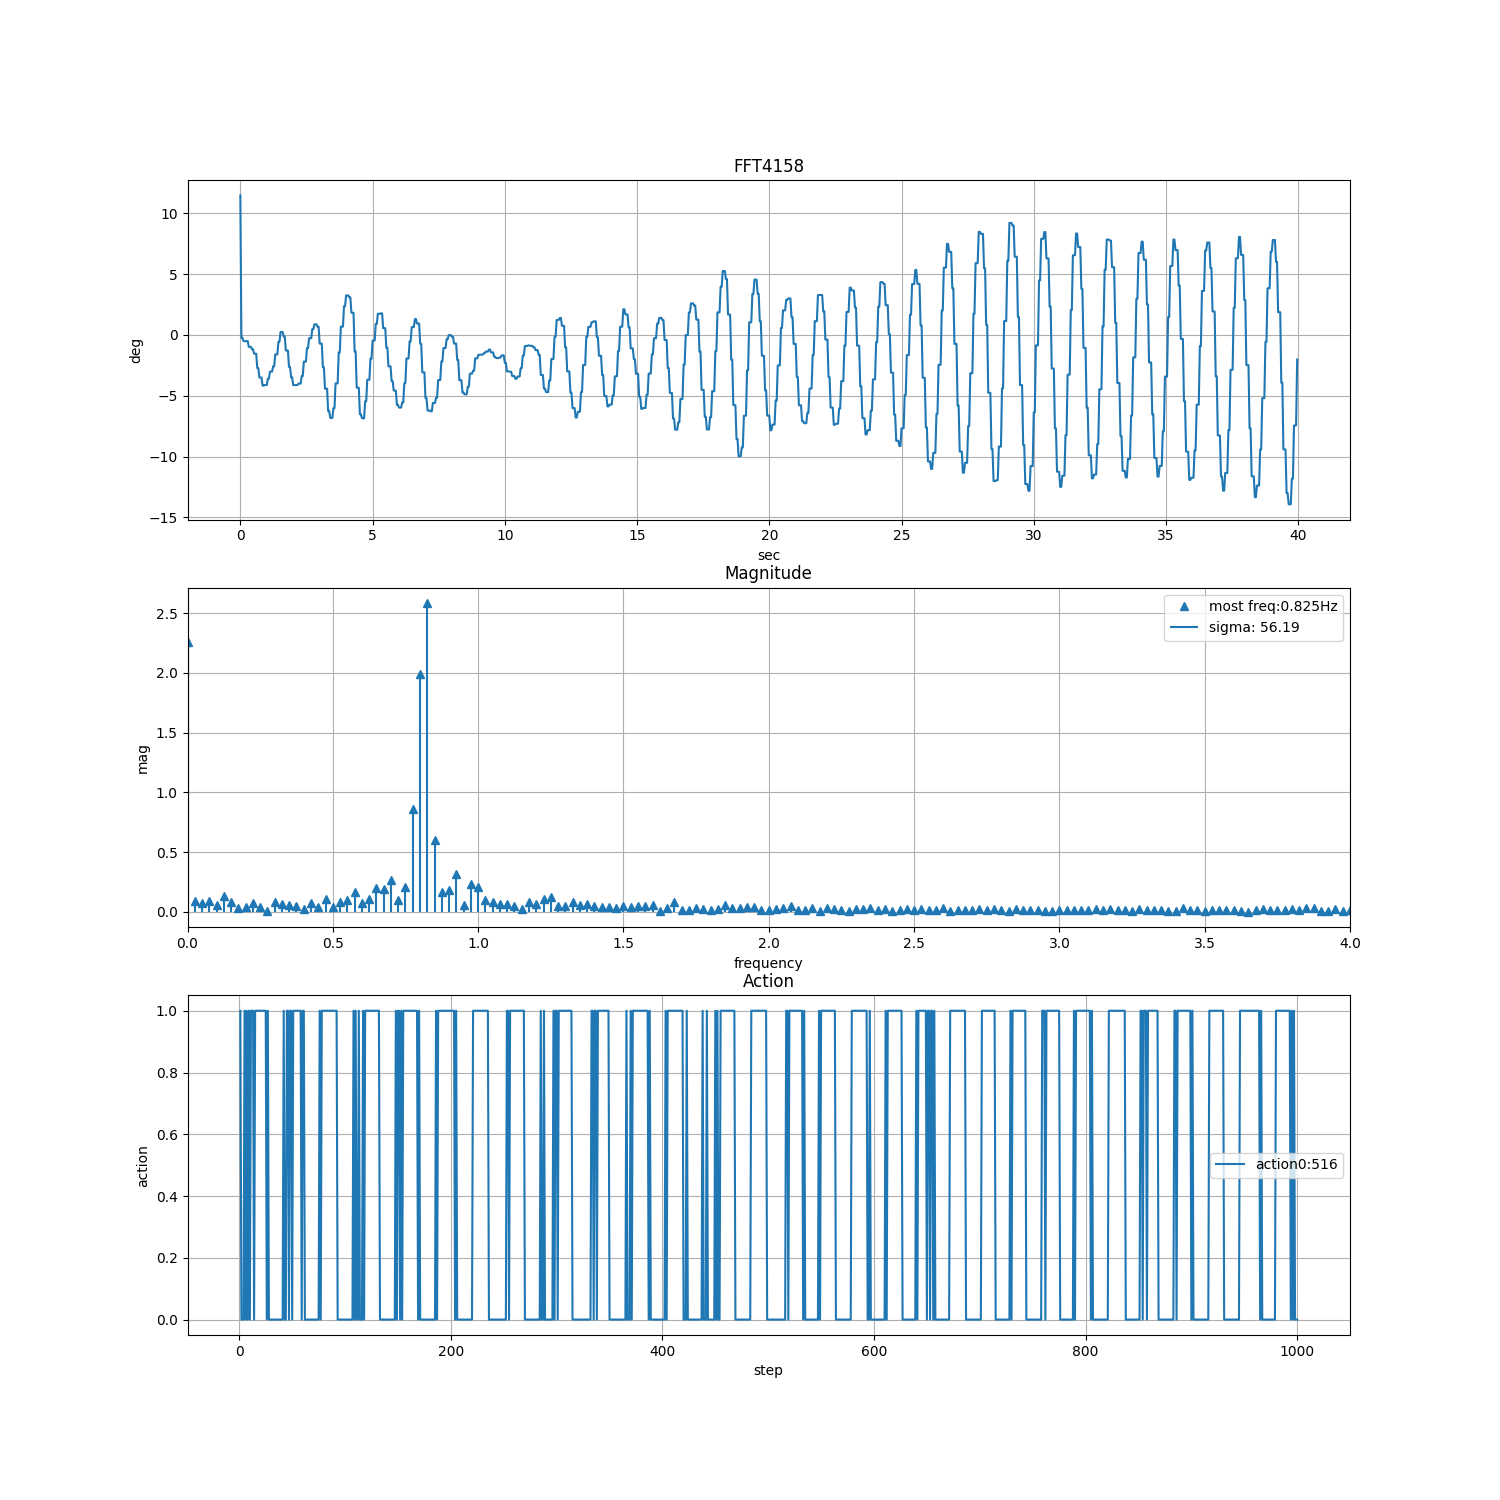 FFT4158
10
5
0
−5
−10
−15
deg
0 5 10 15 20 25 30 35 40
sec
Magnitude
most freq:0.825Hz
sigma: 56.19
2.5
2.0
1.5
1.0
0.5
0.0
mag
0.0 0.5 1.0 1.5 2.0 2.5 3.0 3.5 4.0
frequency
Action
1.0
0.8
0.6
0.4
0.2
0.0
action
action0:516
0 200 400 600 800 1000
step